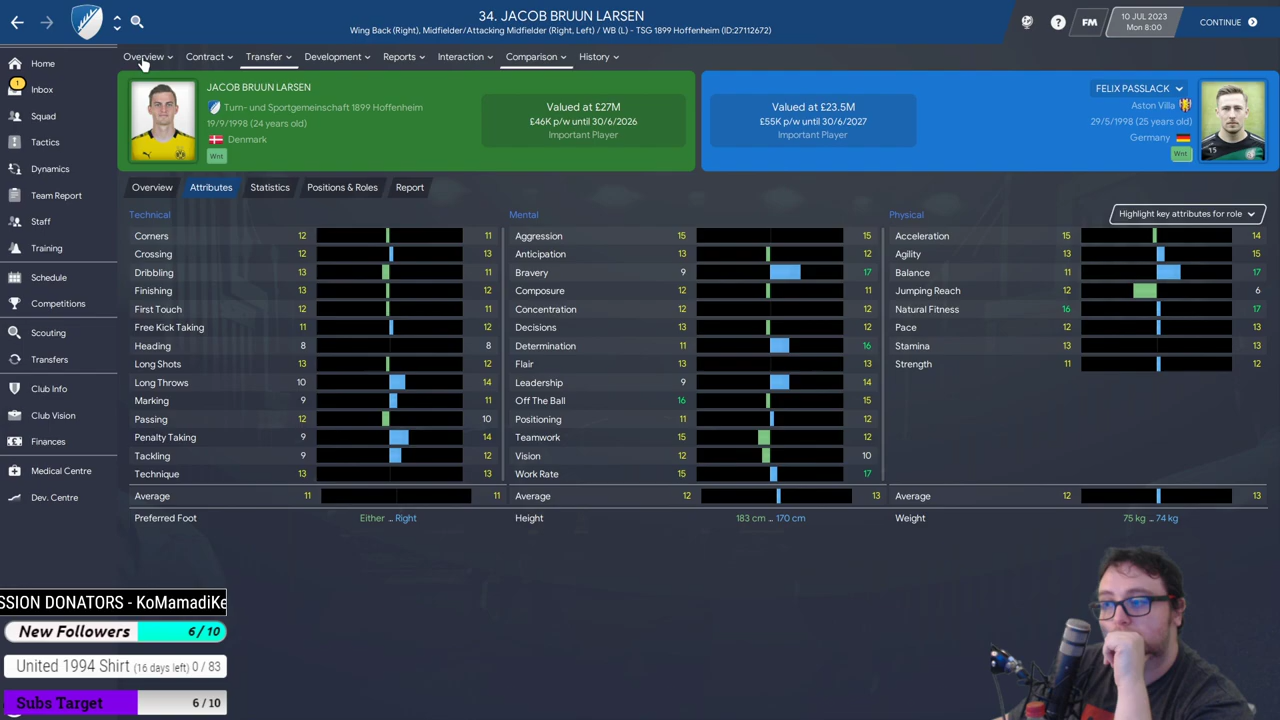 34. JACOB BRUUN LARSEN
Wing Back (Right), Midfielder/Attacking Midfielder (Right, Left) / WB (L) - TSG 1899 Hoffenheim (ID:27112672)
FM
10 JUL 2023
Mon 8:00
CONTINUE
Home
1
Inbox
Squad
Tactics
Dynamics
Team Report
Staff
Training
Schedule
Competitions
Scouting
Transfers
Club Info
Club Vision
Finances
Medical Centre
Dev. Centre
Overview Contract Transfer Development Reports Interaction Comparison History
JACOB BRUUN LARSEN
Turn- und Sportgemeinschaft 1899 Hoffenheim
19/9/1998 (24 years old)
Denmark
Wnt
Valued at £27M
£46K p/w until 30/6/2026
Important Player
Valued at £23.5M
£55K p/w until 30/6/2027
Important Player
FELIX PASSLACK
Aston Villa
29/5/1998 (25 years old)
Germany
Wnt
15
Overview Attributes Statistics Positions & Roles Report
Highlight key attributes for role
Technical
Corners 12 11
Crossing 12 13
Dribbling 13 11
Finishing 13 12
First Touch 12 11
Free Kick Taking 11 12
Heading 8 8
Long Shots 13 12
Long Throws 10 14
Marking 9 11
Passing 12 10
Penalty Taking 9 14
Tackling 9 12
Technique 13 13
Average 11 11
Preferred Foot Either .. Right
Mental
Aggression 15 15
Anticipation 13 12
Bravery 9 17
Composure 12 11
Concentration 12 12
Decisions 13 12
Determination 11 16
Flair 13 13
Leadership 9 14
Off The Ball 16 15
Positioning 11 12
Teamwork 15 12
Vision 12 10
Work Rate 15 17
Average 12 13
Height 183 cm .. 170 cm
Physical
Acceleration 15 14
Agility 13 15
Balance 11 17
Jumping Reach 12 6
Natural Fitness 16 17
Pace 12 13
Stamina 13 13
Strength 11 12
Average 12 13
Weight 75 kg .. 74 kg
SSION DONATORS - KoMamadiKe
New Followers 6 / 10
United 1994 Shirt (16 days left) 0 / 83
Subs Target 6 / 10